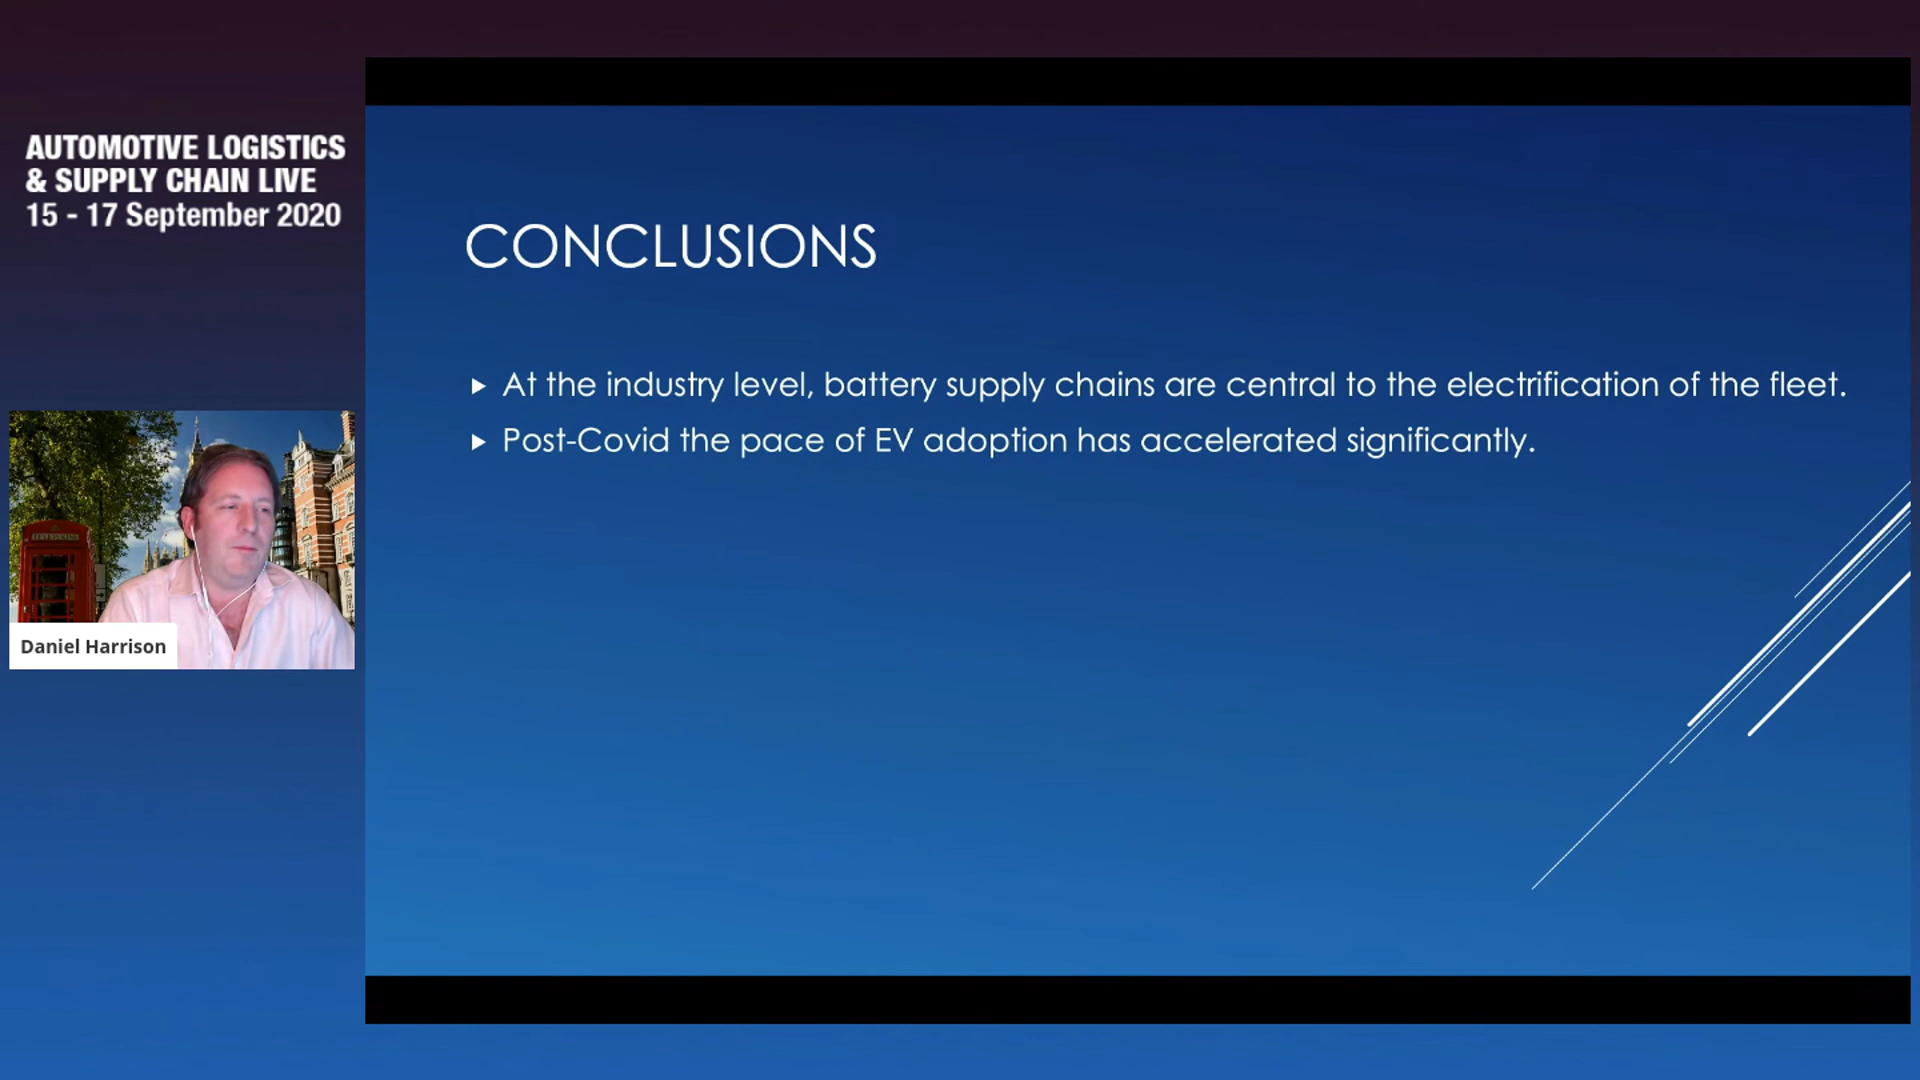 AUTOMOTIVE LOGISTICS
& SUPPLY CHAIN LIVE
15 - 17 September 2020
CONCLUSIONS
At the industry level, battery supply chains are central to the electrification of the fleet.
Post-Covid the pace of EV adoption has accelerated significantly.
TELEPHONE
Daniel Harrison